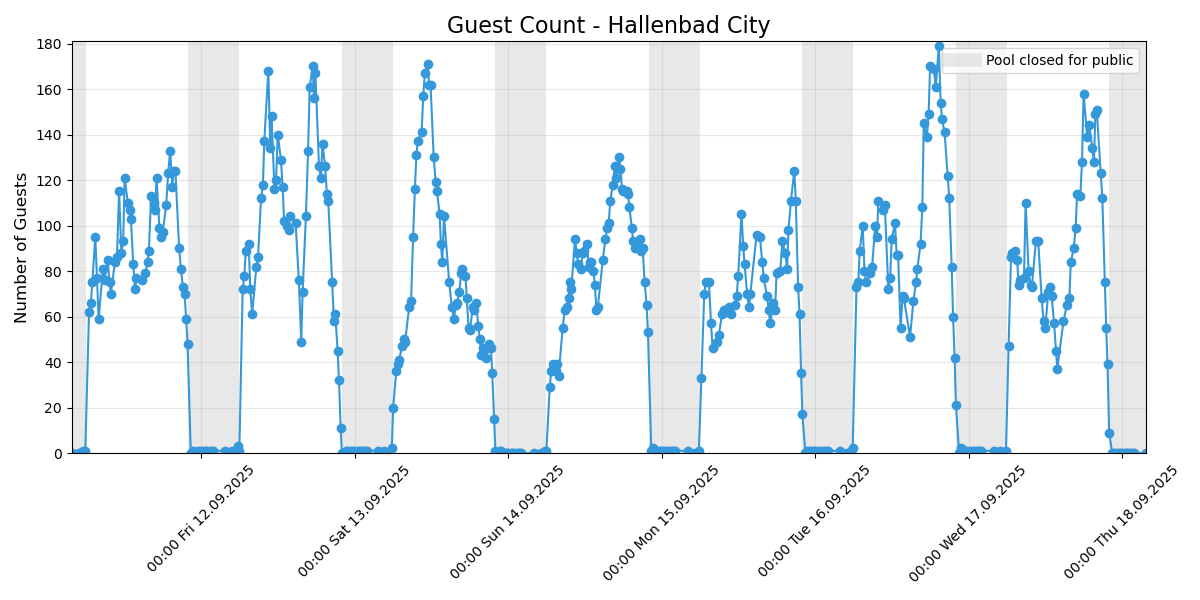 Guest Count - Hallenbad City
Pool closed for public
Number of Guests
180
160
140
120
100
80
60
40
20
0
00:00 Fri 12.09.2025
00:00 Sat 13.09.2025
00:00 Sun 14.09.2025
00:00 Mon 15.09.2025
00:00 Tue 16.09.2025
00:00 Wed 17.09.2025
00:00 Thu 18.09.2025